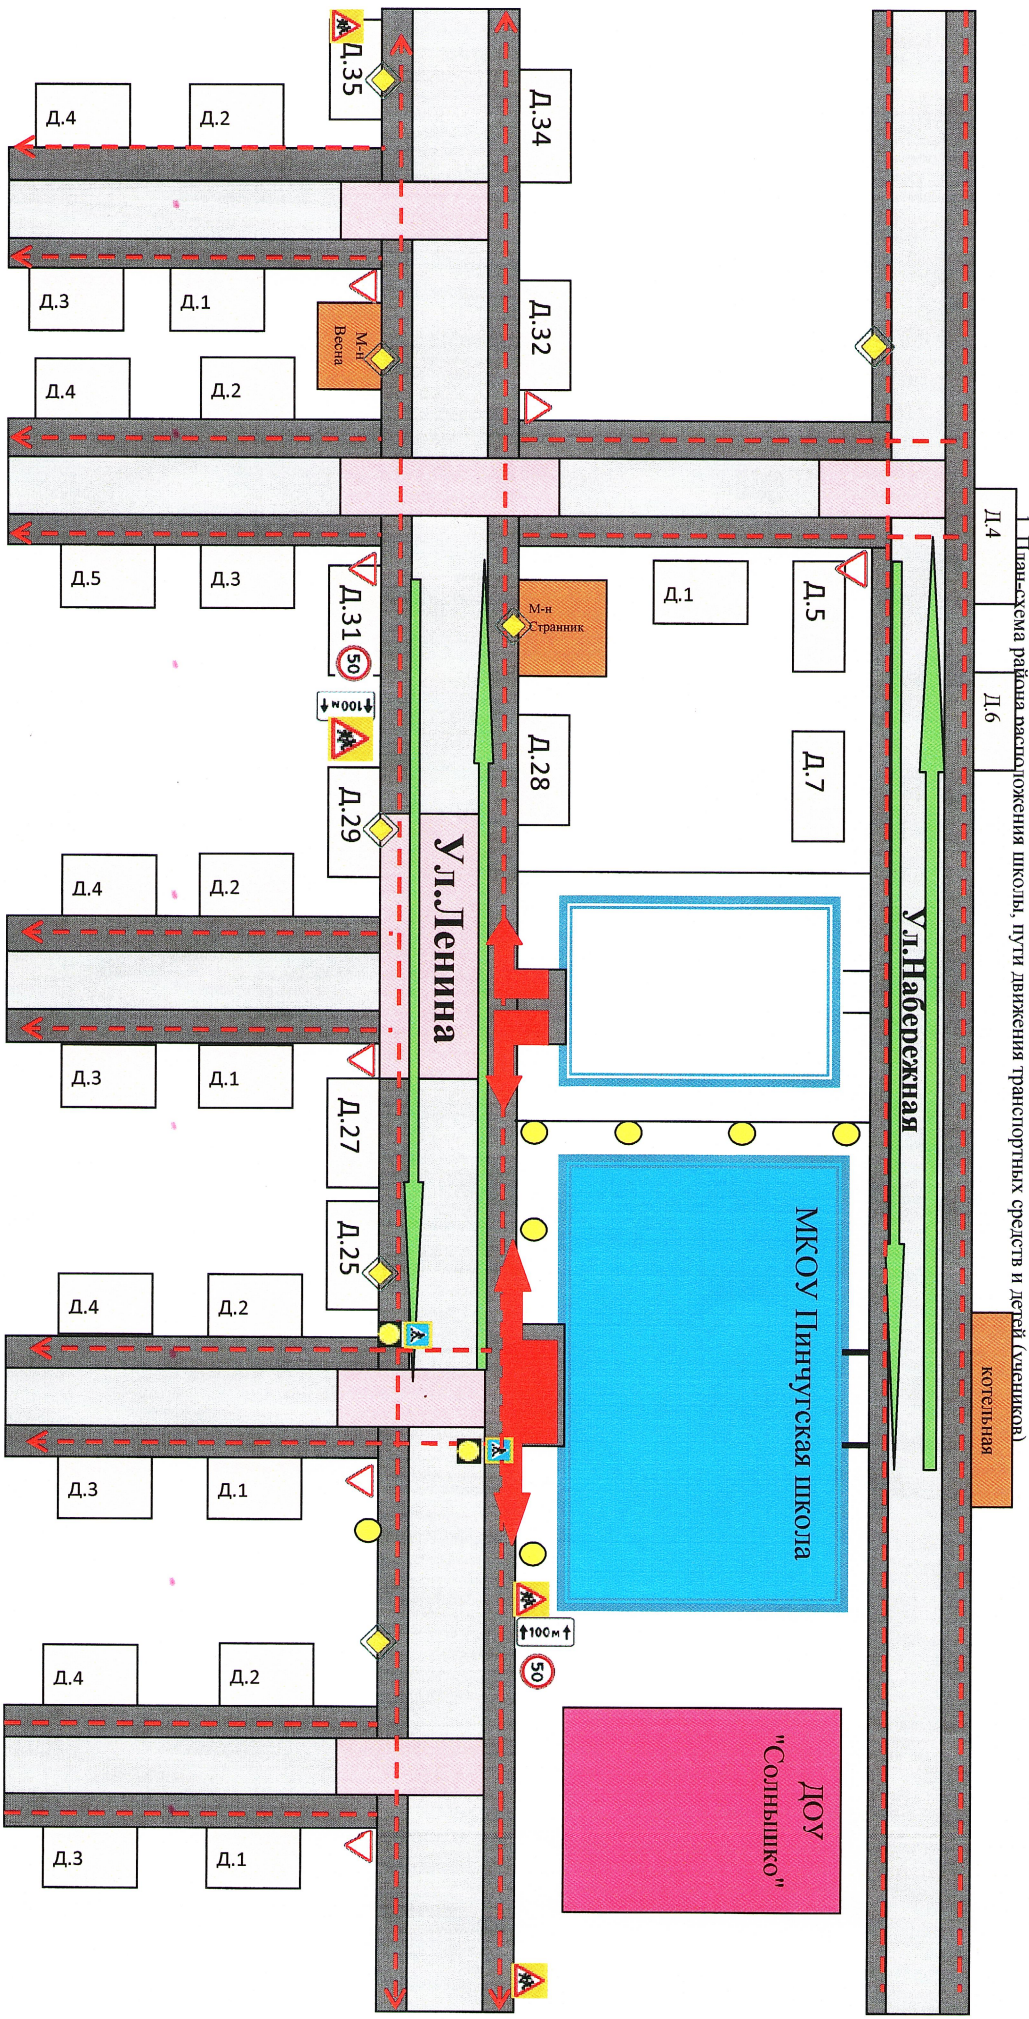 1. План-схема района расположения школы, пути движения транспортных средств и детей (учеников)
Д.4
Д.6
котельная
Ул.Набережная
Д.5
Д.7
Д.1
МКОУ Пинчугская школа
ДОУ
"Солнышко"
Д.34
Д.32
М-н
Странник
Д.28
100м
50
Ул.Ленина
Д.35
М-н
Весна
Д.31
50
100м
Д.29
Д.27
Д.25
Д.4
Д.2
Д.3
Д.1
Д.4
Д.2
Д.5
Д.3
Д.4
Д.2
Д.3
Д.1
Д.4
Д.2
Д.3
Д.1
Д.4
Д.2
Д.3
Д.1